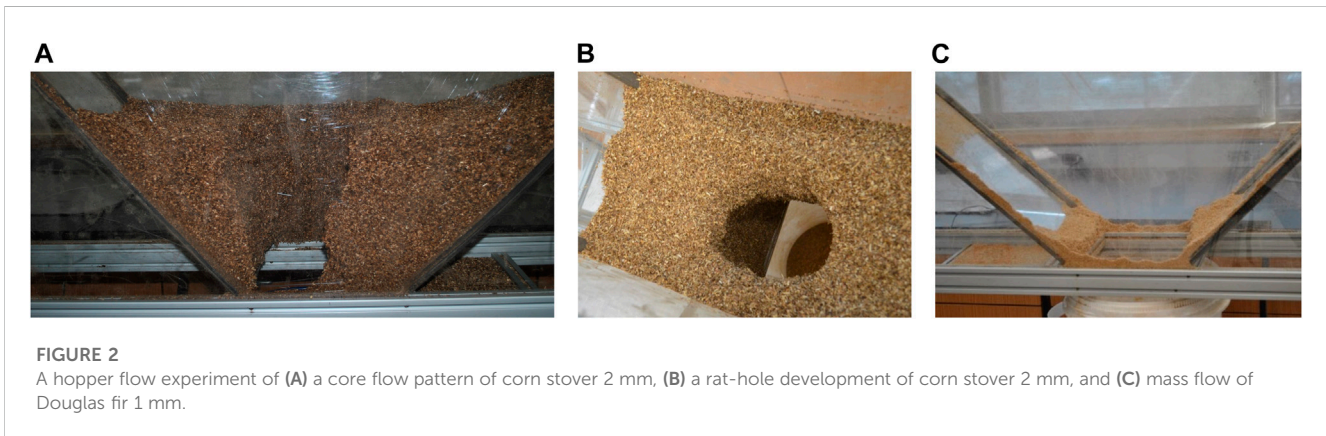 A
B
C
FIGURE 2
A hopper flow experiment of (A) a core flow pattern of corn stover 2 mm, (B) a rat-hole development of corn stover 2 mm, and (C) mass flow of
Douglas fir 1 mm.